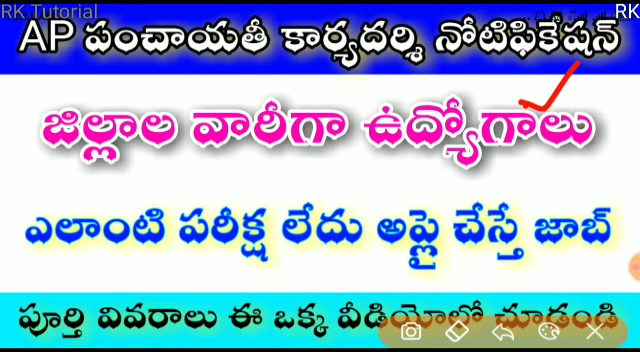 RK Tutorial
RK
AP పంచాయతీ కార్యదర్శి నోటిఫికేషన్
జిల్లాల వారీగా ఉద్యోగాలు
ఎలాంటి పరీక్ష లేదు అప్లై చేస్తే జాబ్
పూర్తి వివరాలు ఈ ఒక్క వీడియోలో చూడండి